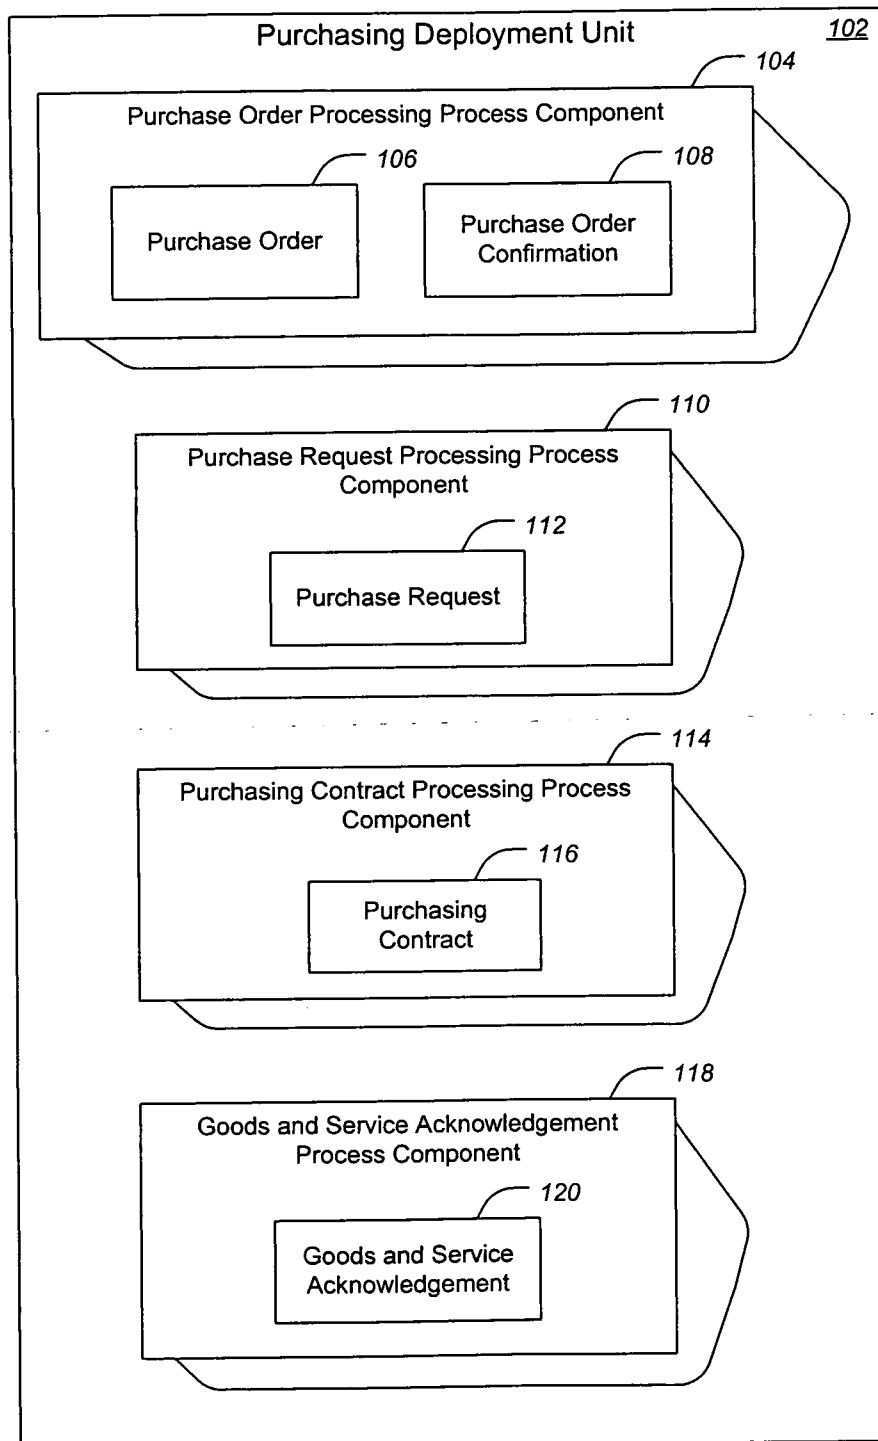 Purchasing Deployment Unit 102
104
Purchase Order Processing Process Component
106
108
Purchase Order
Purchase Order
Confirmation
110
Purchase Request Processing Process
Component
112
Purchase Request
114
Purchasing Contract Processing Process
Component
116
Purchasing
Contract
118
Goods and Service Acknowledgement
Process Component
120
Goods and Service
Acknowledgement